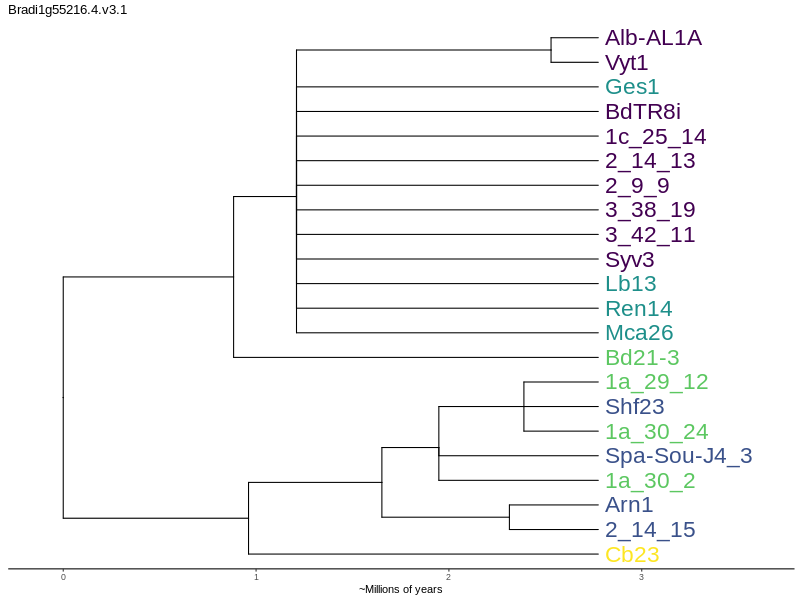 Bradi1g55216.4.v3.1
Alb-AL1A
Vyt1
Ges1
BdTR8i
1c_25_14
2_14_13
2_9_9
3_38_19
3_42_11
Syv3
Lb13
Ren14
Mca26
Bd21-3
1a_29_12
Shf23
1a_30_24
Spa-Sou-J4_3
1a_30_2
Arn1
2_14_15
Cb23
0 1 2 3
~Millions of years